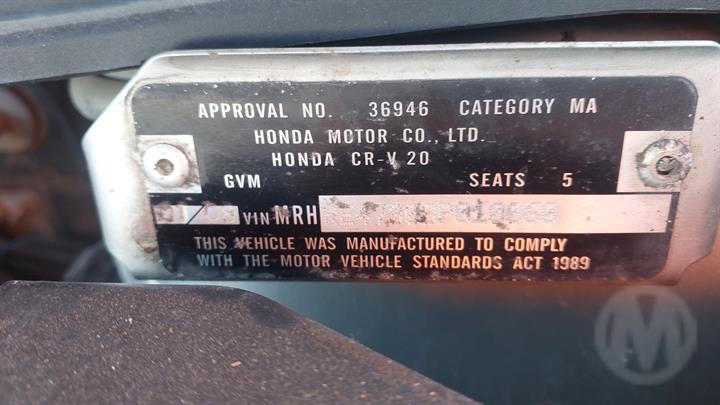 APPROVAL NO. 36946 CATEGORY MA
HONDA MOTOR CO., LTD.
HONDA CR-V 20
GVM SEATS 5
VIN MRH
THIS VEHICLE WAS MANUFACTURED TO COMPLY
WITH THE MOTOR VEHICLE STANDARDS ACT 1989
M